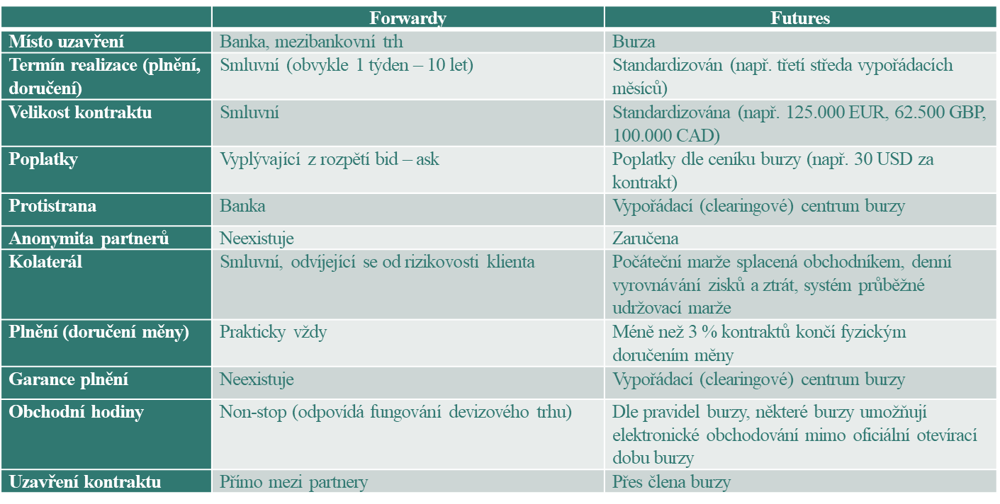 Forwardy Futures
Místo uzavření Banka, mezibankovní trh Burza
Termín realizace (plnění, Smluvní (obvykle 1 týden – 10 let) Standardizován (např. třetí středa vypořádacích
doručení) měsíců)
Velikost kontraktu Smluvní Standardizována (např. 125.000 EUR, 62.500 GBP,
100.000 CAD)
Poplatky Vyplývající z rozpětí bid – ask Poplatky dle ceníku burzy (např. 30 USD za
kontrakt)
Protistrana Banka Vypořádací (clearingové) centrum burzy
Anonymita partnerů Neexistuje Zaručena
Kolaterál Smluvní, odvíjející se od rizikovosti klienta Počáteční marže splacená obchodníkem, denní
vyrovnávání zisků a ztrát, systém průběžné
udržovací marže
Plnění (doručení měny) Prakticky vždy Méně než 3 % kontraktů končí fyzickým
doručením měny
Garance plnění Neexistuje Vypořádací (clearingové) centrum burzy
Obchodní hodiny Non-stop (odpovídá fungování devizového trhu) Dle pravidel burzy, některé burzy umožňují
elektronické obchodování mimo oficiální otevírací
dobu burzy
Uzavření kontraktu Přímo mezi partnery Přes člena burzy